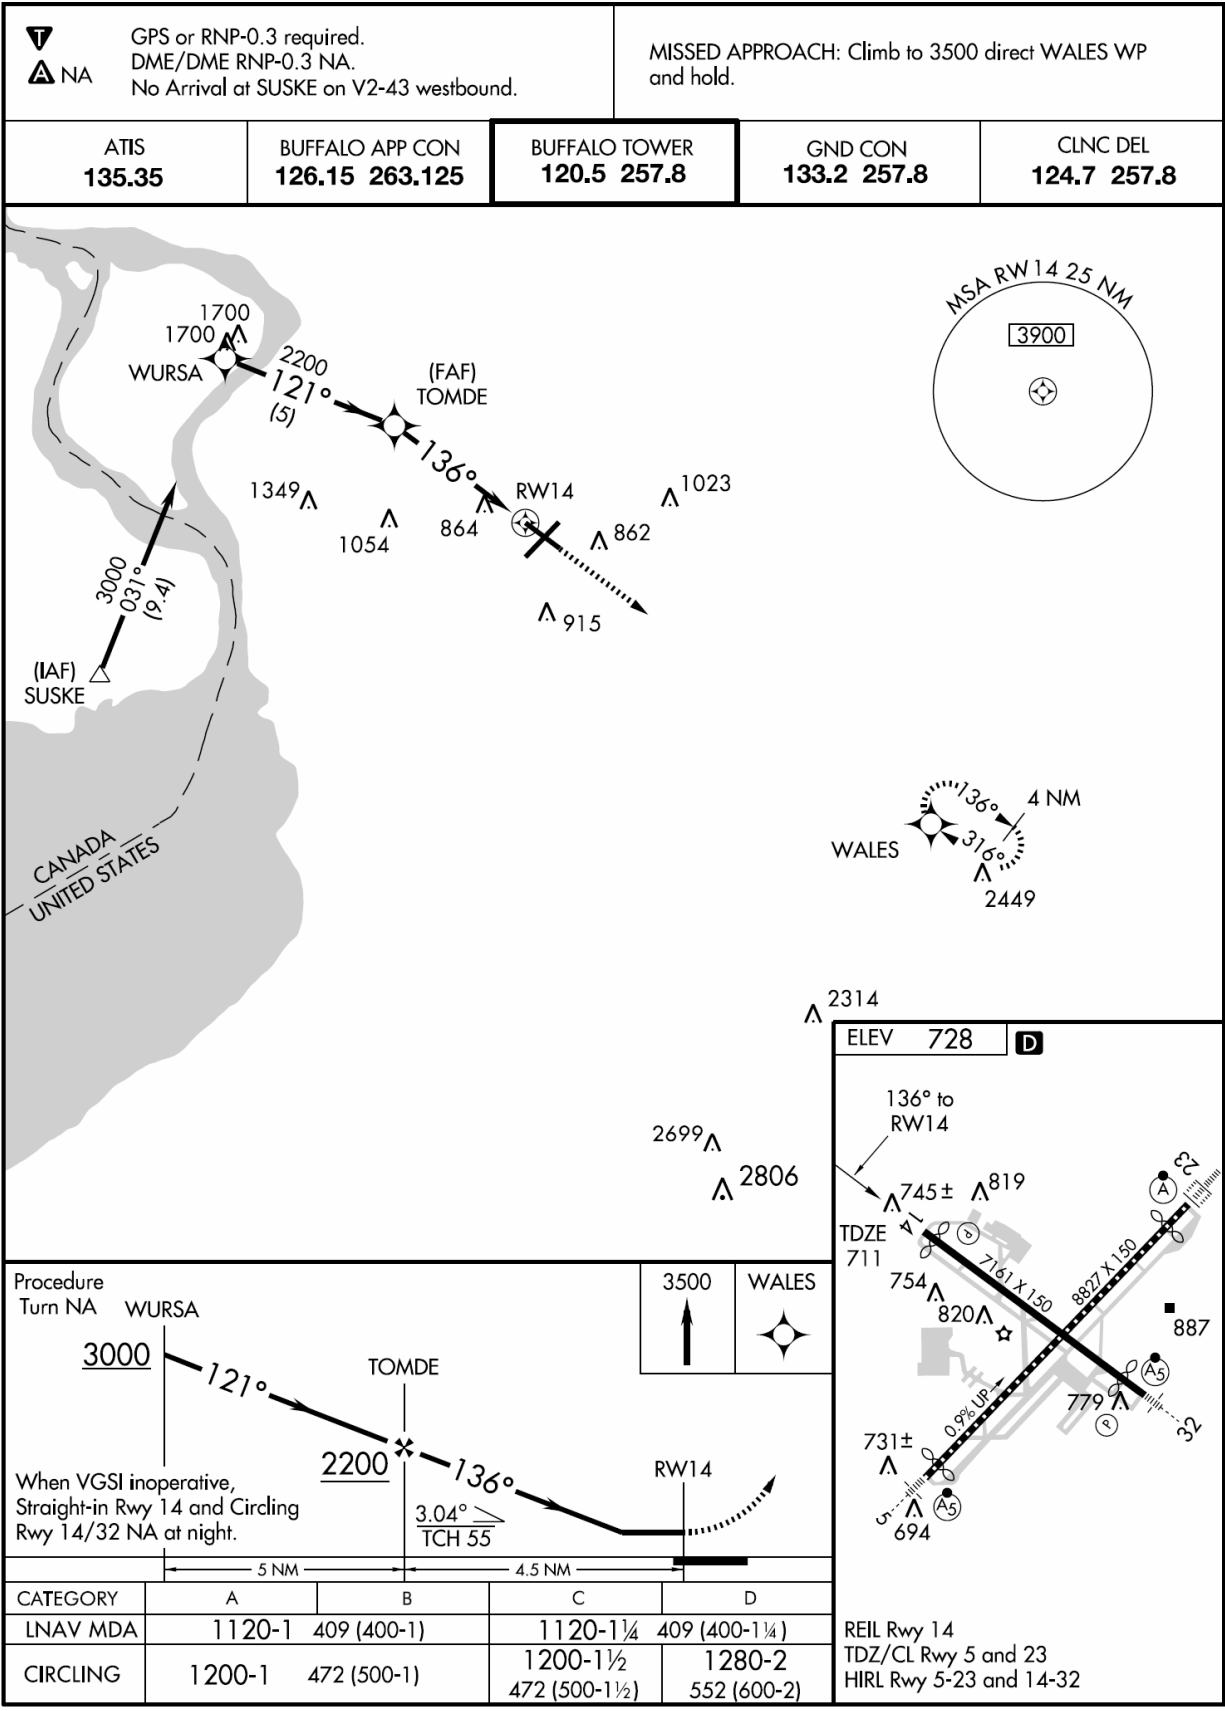 T
GPS or RNP-0.3 required.
A NA
DME/DME RNP-0.3 NA.
No Arrival at SUSKE on V2-43 westbound.
MISSED APPROACH: Climb to 3500 direct WALES WP
and hold.
ATIS
135.35
BUFFALO APP CON
126.15 263.125
BUFFALO TOWER
120.5 257.8
GND CON
133.2 257.8
CLNC DEL
124.7 257.8
MSA RW14 25 NM
3900
1700
1700
WURSA
2200
121°
(5)
(FAF)
TOMDE
136°
1349
1054
864
RW14
1023
862
915
3000
031°
(9.4)
(IAF)
SUSKE
CANADA
UNITED STATES
136°
4 NM
316°
WALES
2449
2314
2699
2806
ELEV 728
D
136° to
RW14
745±
819
14
TDZE
711
P
A
23
7161 X 150
8827 X 150
754
820
887
A5
779
P
32
0.9% UP
731±
5
A5
694
REIL Rwy 14
TDZ/CL Rwy 5 and 23
HIRL Rwy 5-23 and 14-32
Procedure
Turn NA
WURSA
3000
121°
TOMDE
2200
136°
3.04°
TCH 55
RW14
3500
WALES
When VGSI inoperative,
Straight-in Rwy 14 and Circling
Rwy 14/32 NA at night.
5 NM
4.5 NM
CATEGORY A B C D
LNAV MDA 1120-1 409 (400-1) 1120-1¼ 409 (400-1¼)
CIRCLING 1200-1 472 (500-1)
1200-1½
472 (500-1½)
1280-2
552 (600-2)